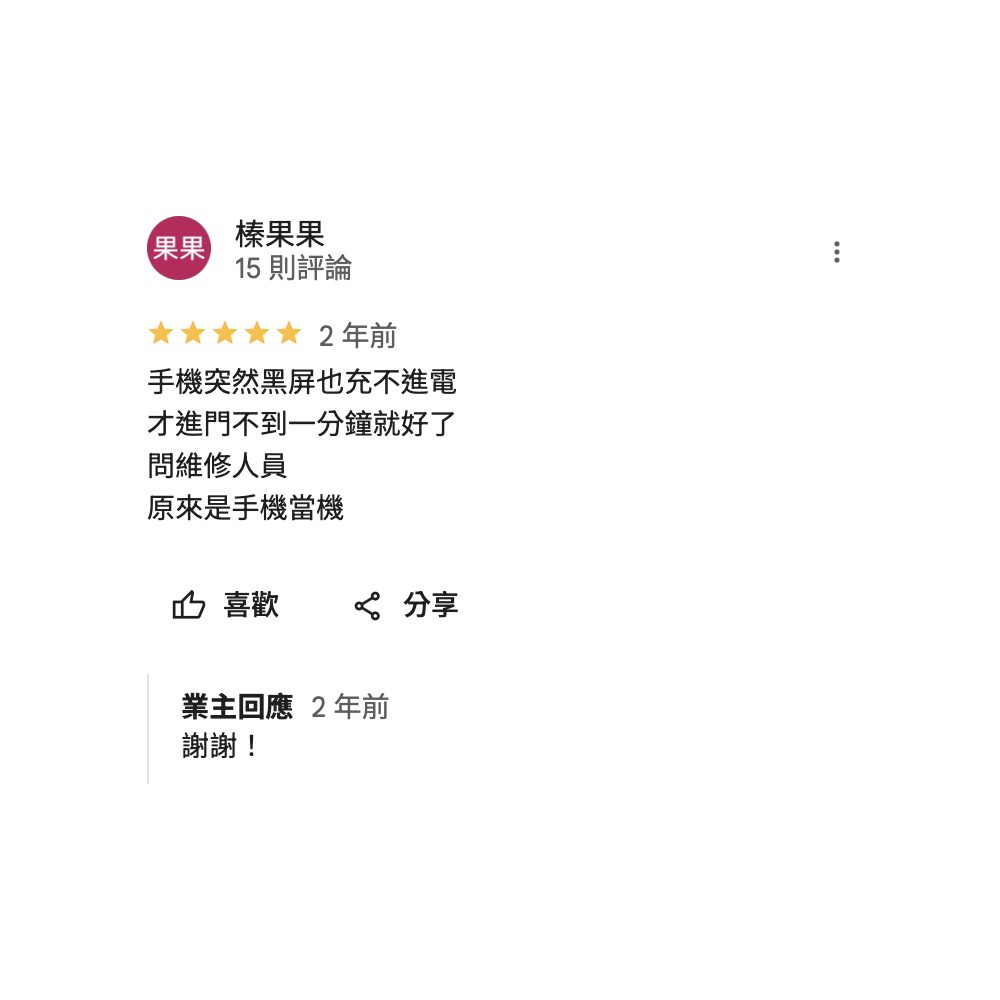 果果
榛果果
15 則評論
2 年前
手機突然黑屏也充不進電
才進門不到一分鐘就好了
問維修人員
原來是手機當機
喜歡 分享
業主回應 2 年前
謝謝！